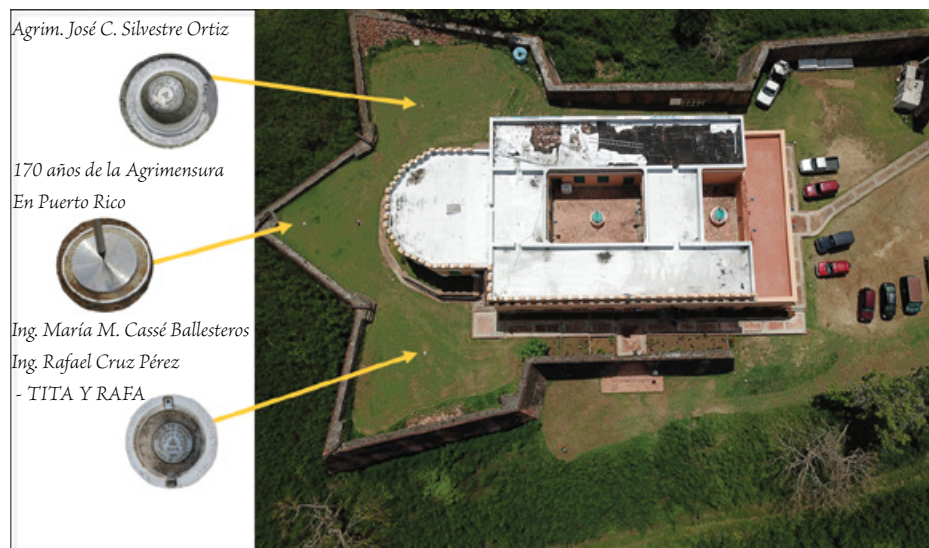 Agrim. José C. Silvestre Ortiz
170 años de la Agrimensura
En Puerto Rico
Ing. María M. Cassé Ballesteros
Ing. Rafael Cruz Pérez
- TITA Y RAFA